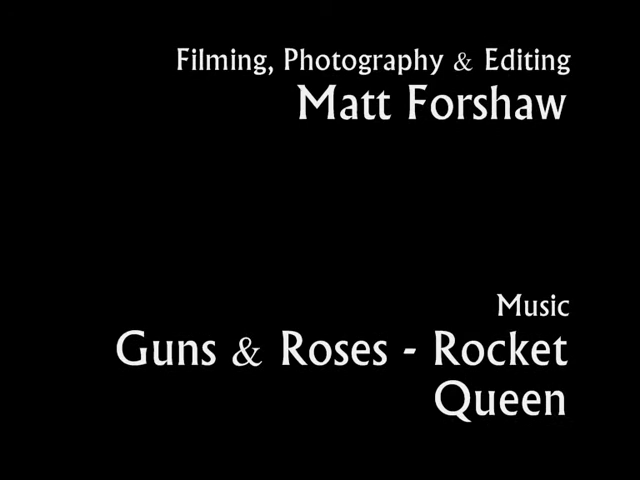 Filming, Photography & Editing
Matt Forshaw
Music
Guns & Roses - Rocket
Queen